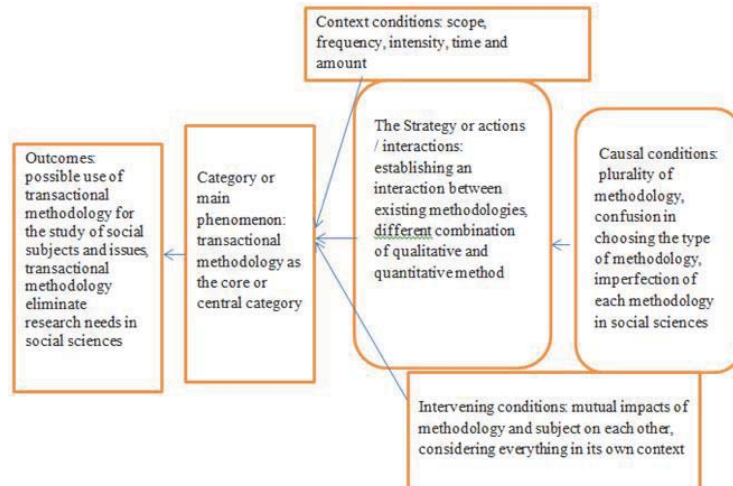 Context conditions: scope,
frequency, intensity, time and
amount
Outcomes:
possible use of
transactional
methodology for
the study of social
subjects and issues,
transactional
methodology
eliminate
research needs in
social sciences
Category or
main
phenomenon:
transactional
methodology as
the core or
central category
The Strategy or actions
/ interactions:
establishing an
interaction between
existing methodologies,
different combination
of qualitative and
quantitative method
Causal conditions:
plurality of
methodology,
confusion in
choosing the type
of methodology,
imperfection of
each methodology
in social sciences
Intervening conditions: mutual impacts of
methodology and subject on each other,
considering everything in its own context